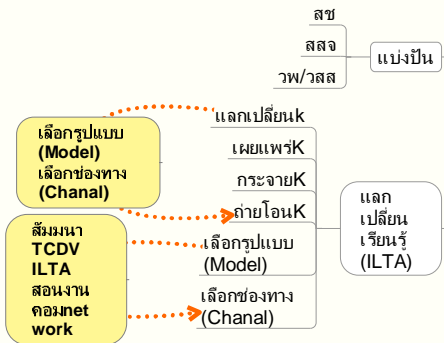 สช
สสจ
วพ/วสส
แบ่งปัน
แลกเปลี่ยนk
เผยแพร่K
กระจายK
ถ่ายโอนK
เลือกรูปแบบ
(Model)
เลือกช่องทาง
(Chanal)
แลก
เปลี่ยน
เรียนรู้
(ILTA)
เลือกรูปแบบ
(Model)
เลือกช่องทาง
(Chanal)
สัมมนา
TCDV
ILTA
สอนงาน
คอมnet
work